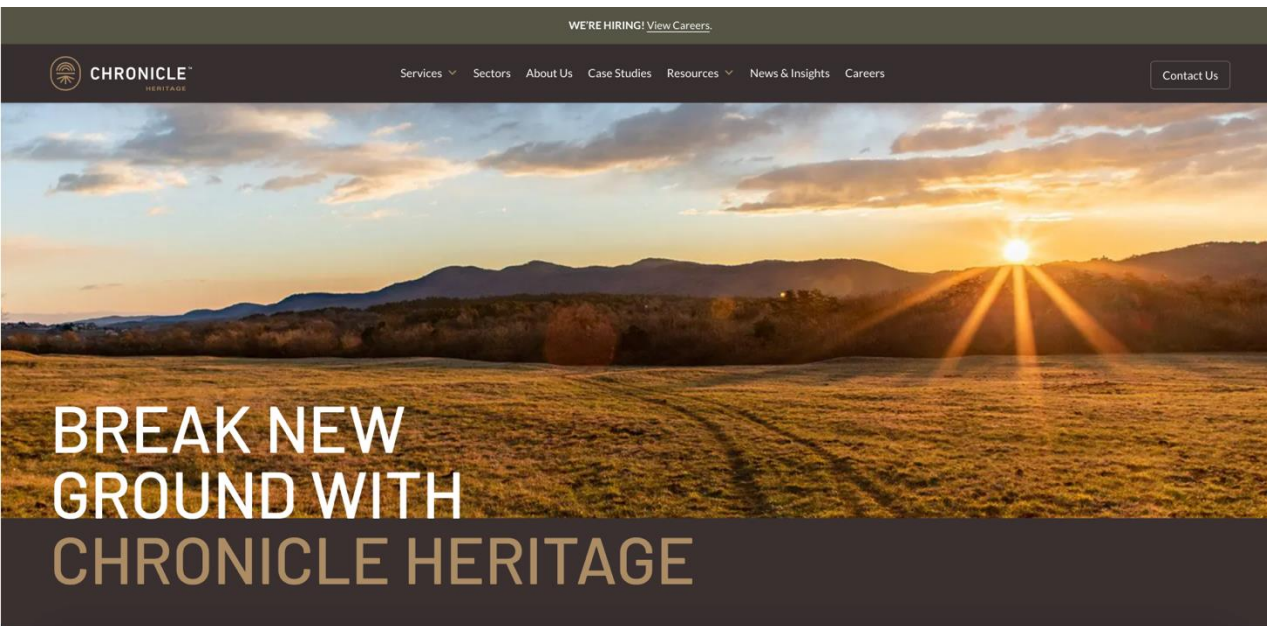 WE'RE HIRING! View Careers.
CHRONICLE™
HERITAGE
Services
Sectors
About Us
Case Studies
Resources
News & Insights
Careers
Contact Us
BREAK NEW
GROUND WITH
CHRONICLE HERITAGE